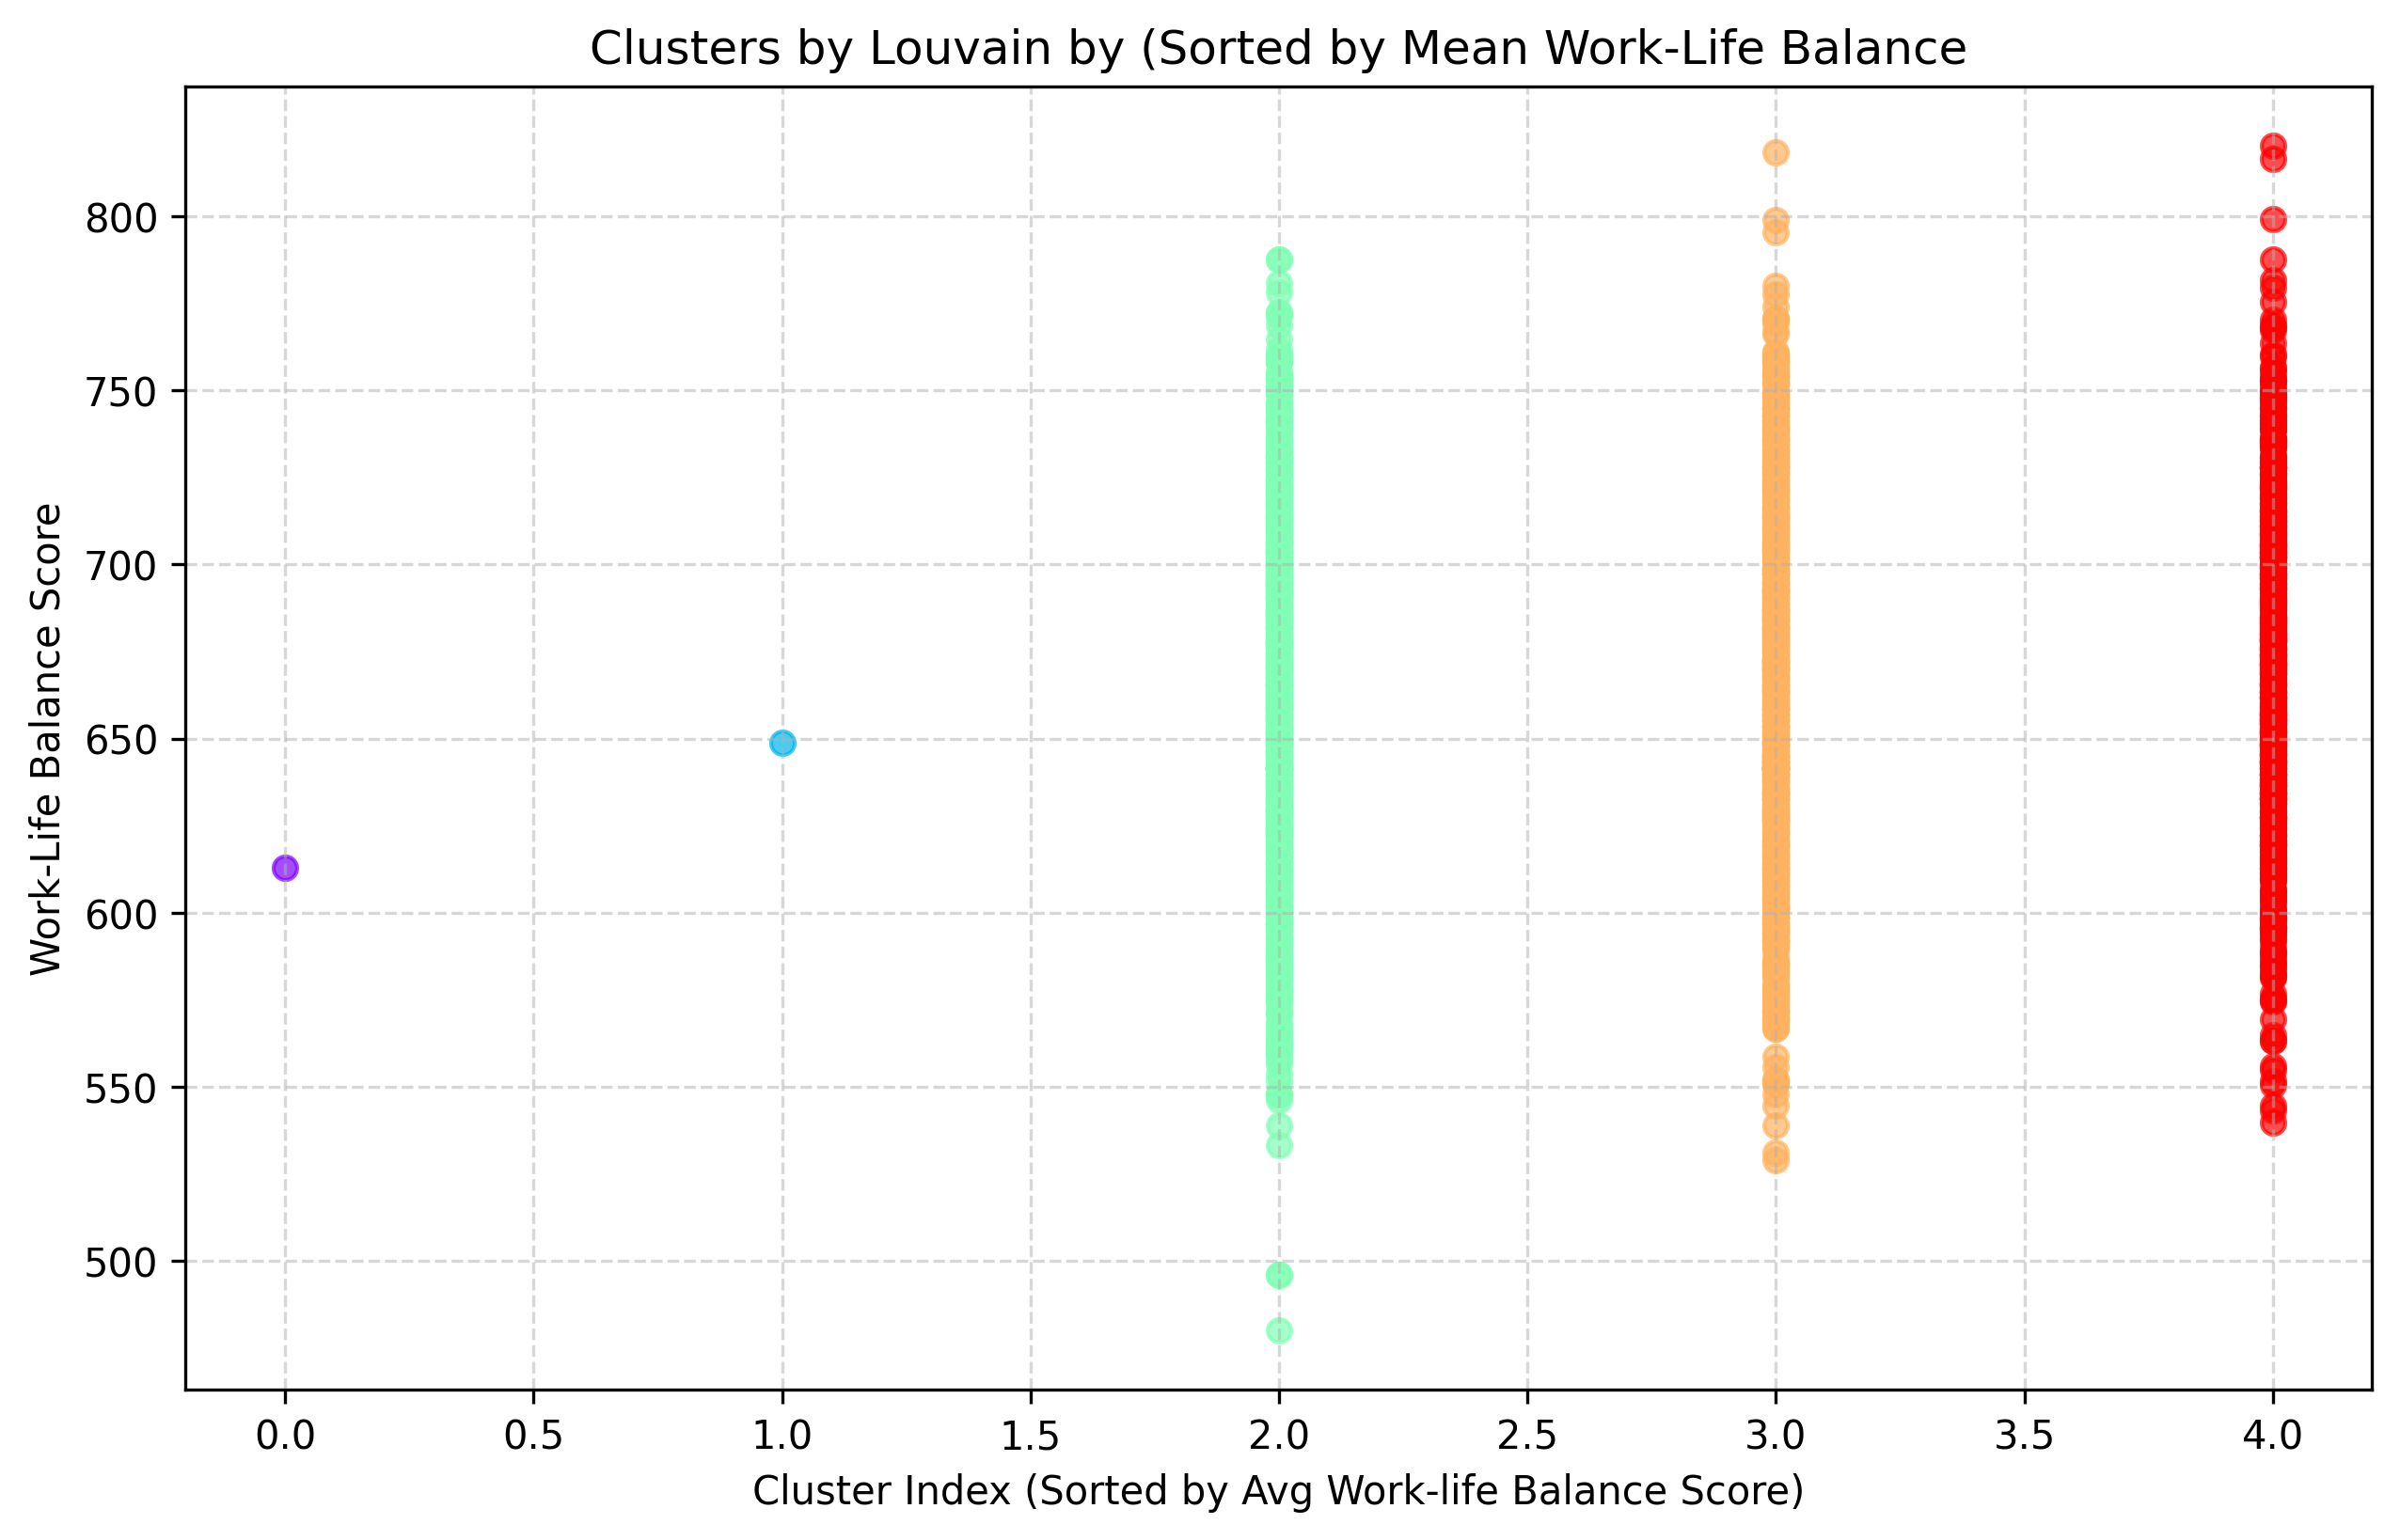 Clusters by Louvain by (Sorted by Mean Work-Life Balance
Work-Life Balance Score
800
750
700
650
600
550
500
0.0 0.5 1.0 1.5 2.0 2.5 3.0 3.5 4.0
Cluster Index (Sorted by Avg Work-life Balance Score)